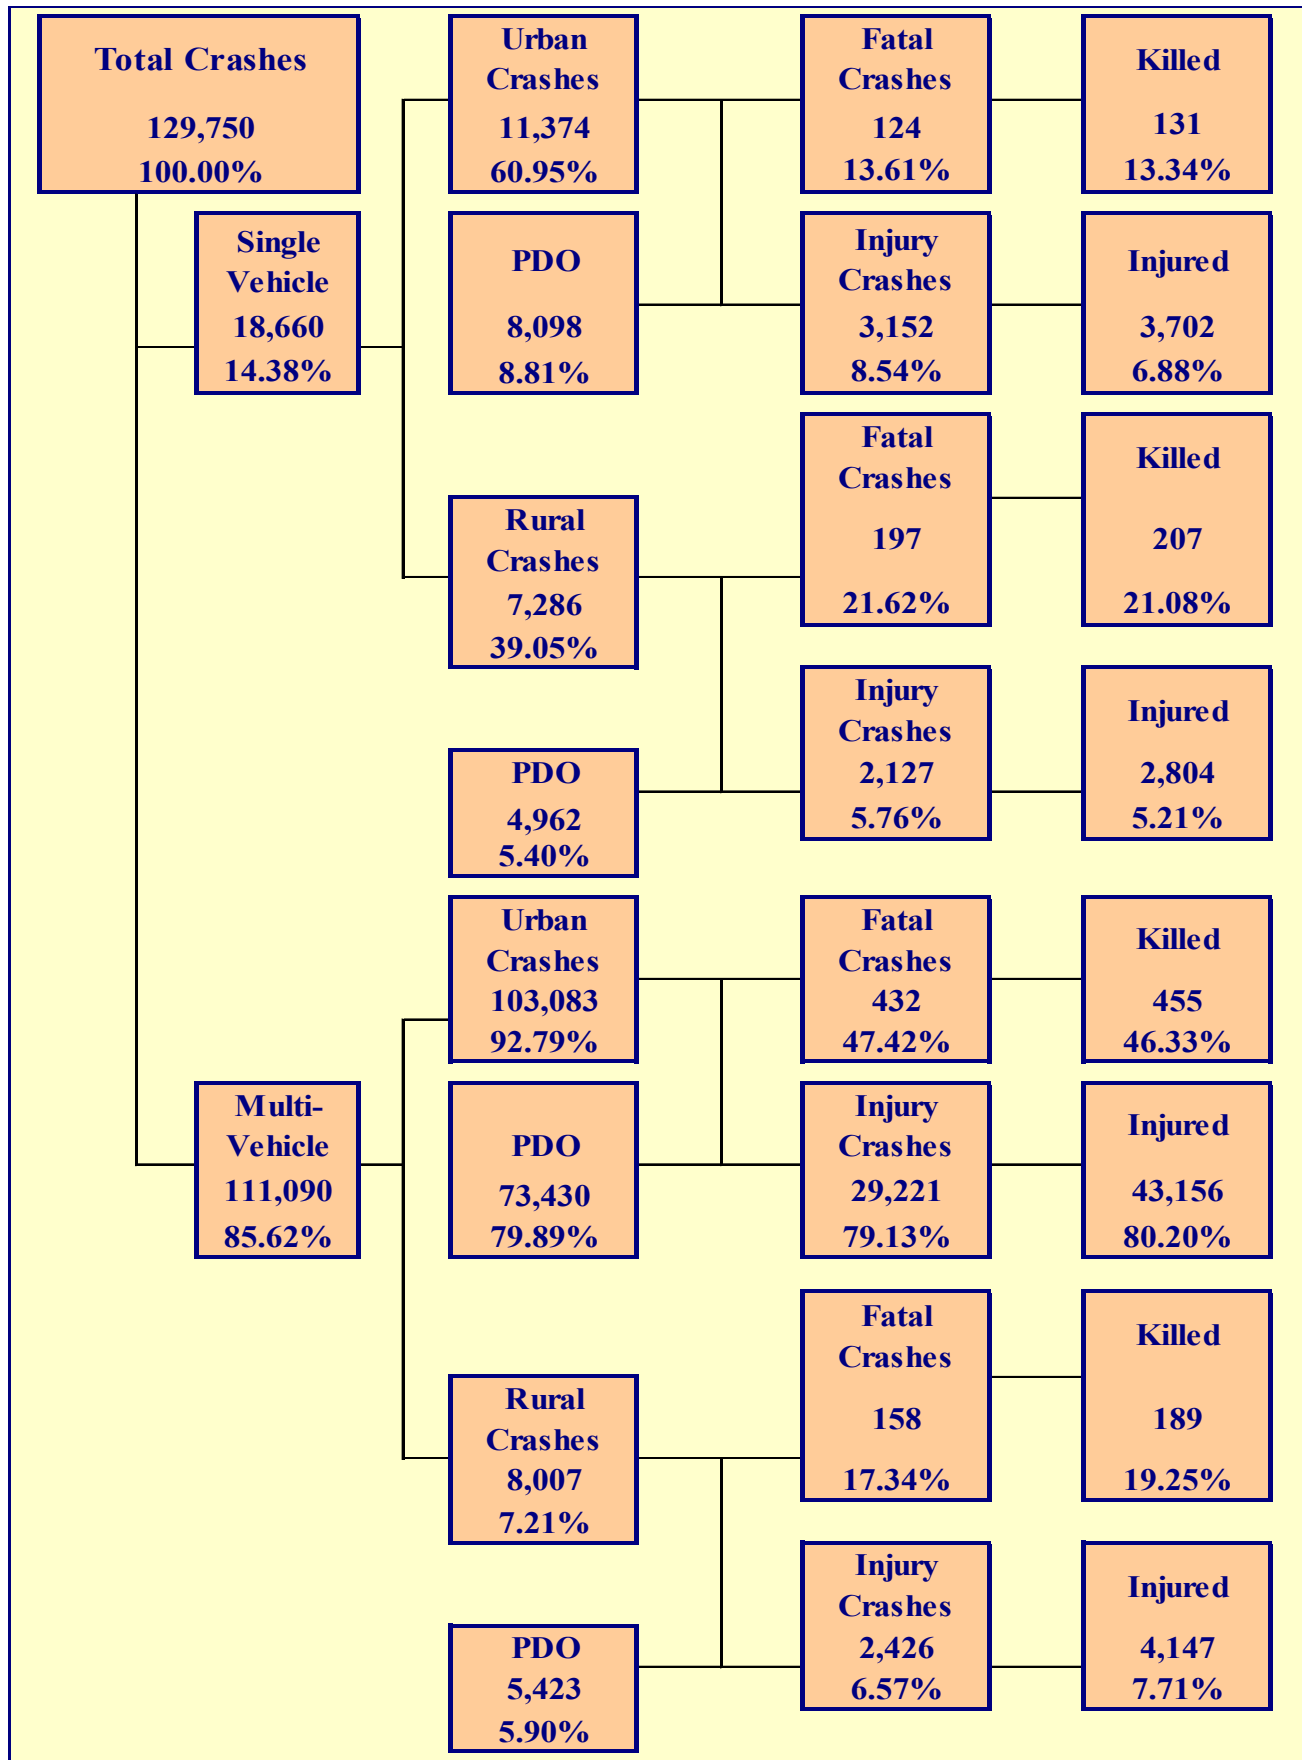 Total Crashes
129,750
100.00%
Single
Vehicle
18,660
14.38%
Urban
Crashes
11,374
60.95%
Fatal
Crashes
124
13.61%
Killed
131
13.34%
PDO
8,098
8.81%
Injury
Crashes
3,152
8.54%
Injured
3,702
6.88%
Rural
Crashes
7,286
39.05%
Fatal
Crashes
197
21.62%
Killed
207
21.08%
PDO
4,962
5.40%
Injury
Crashes
2,127
5.76%
Injured
2,804
5.21%
Multi-
Vehicle
111,090
85.62%
Urban
Crashes
103,083
92.79%
Fatal
Crashes
432
47.42%
Killed
455
46.33%
PDO
73,430
79.89%
Injury
Crashes
29,221
79.13%
Injured
43,156
80.20%
Rural
Crashes
8,007
7.21%
Fatal
Crashes
158
17.34%
Killed
189
19.25%
PDO
5,423
5.90%
Injury
Crashes
2,426
6.57%
Injured
4,147
7.71%